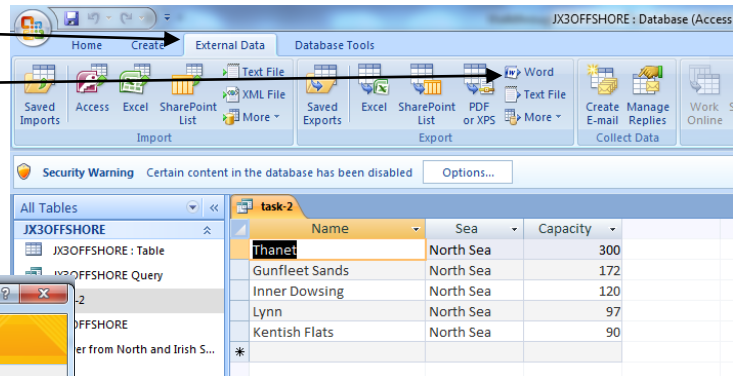 JX3OFFSHORE : Database (Access
Home Create External Data Database Tools
Saved Imports
Access
Excel
SharePoint List
Text File
XML File
More
Import
Saved Exports
Excel
SharePoint List
PDF or XPS
Word
Text File
More
Export
Create E-mail
Manage Replies
Collect Data
Work Online
Security Warning Certain content in the database has been disabled Options...
All Tables
JX3OFFSHORE
JX3OFFSHORE : Table
JX3OFFSHORE Query
-2
OFFSHORE
er from North and Irish S...
task-2
Name Sea Capacity
Thanet North Sea 300
Gunfleet Sands North Sea 172
Inner Dowsing North Sea 120
Lynn North Sea 97
Kentish Flats North Sea 90